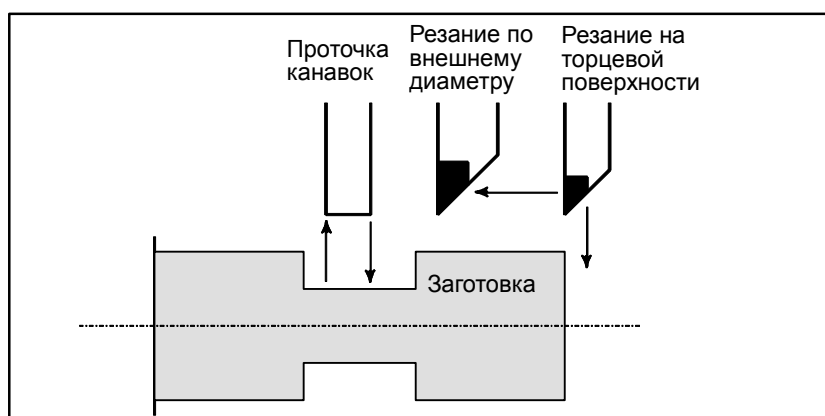 Проточка
канавок
Резание по
внешнему
диаметру
Резание на
торцевой
поверхности
Заготовка